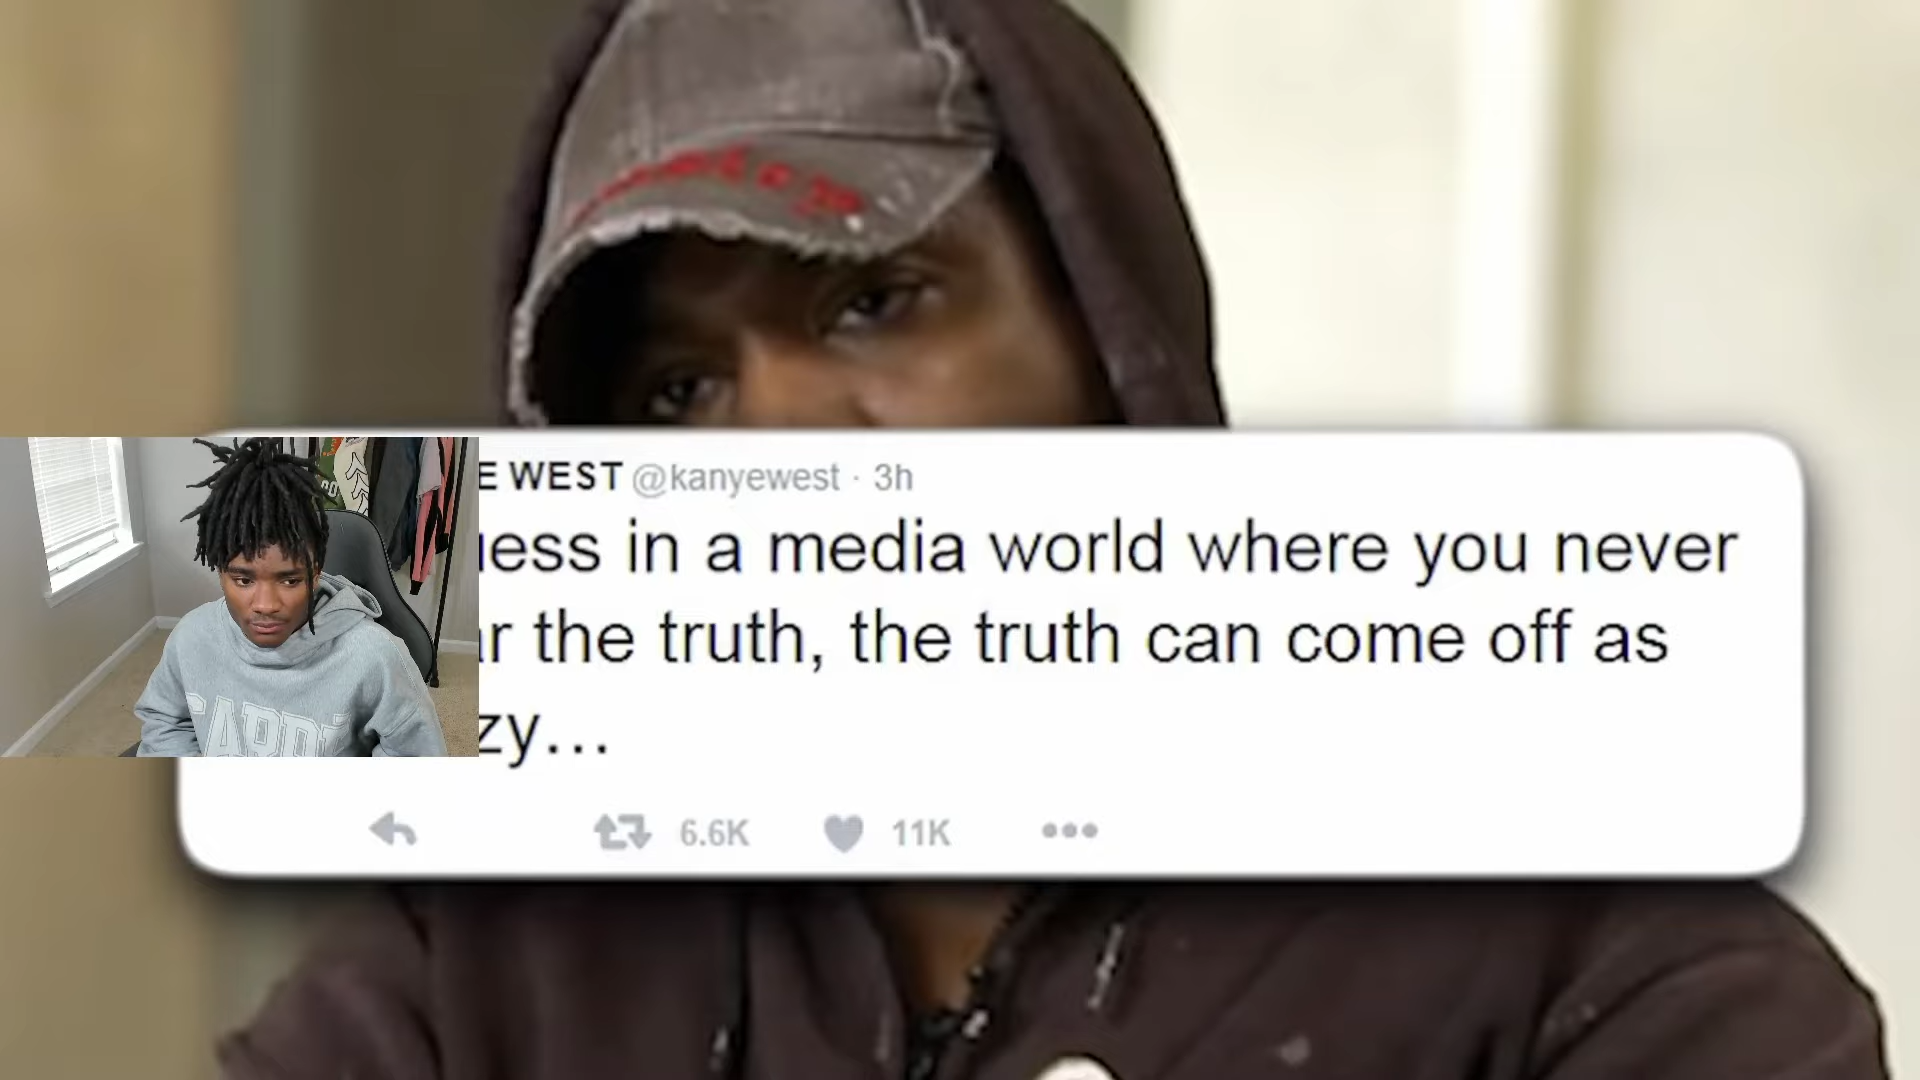 E WEST @kanyewest · 3h
ess in a media world where you never
r the truth, the truth can come off as
zy...
6.6K 11K